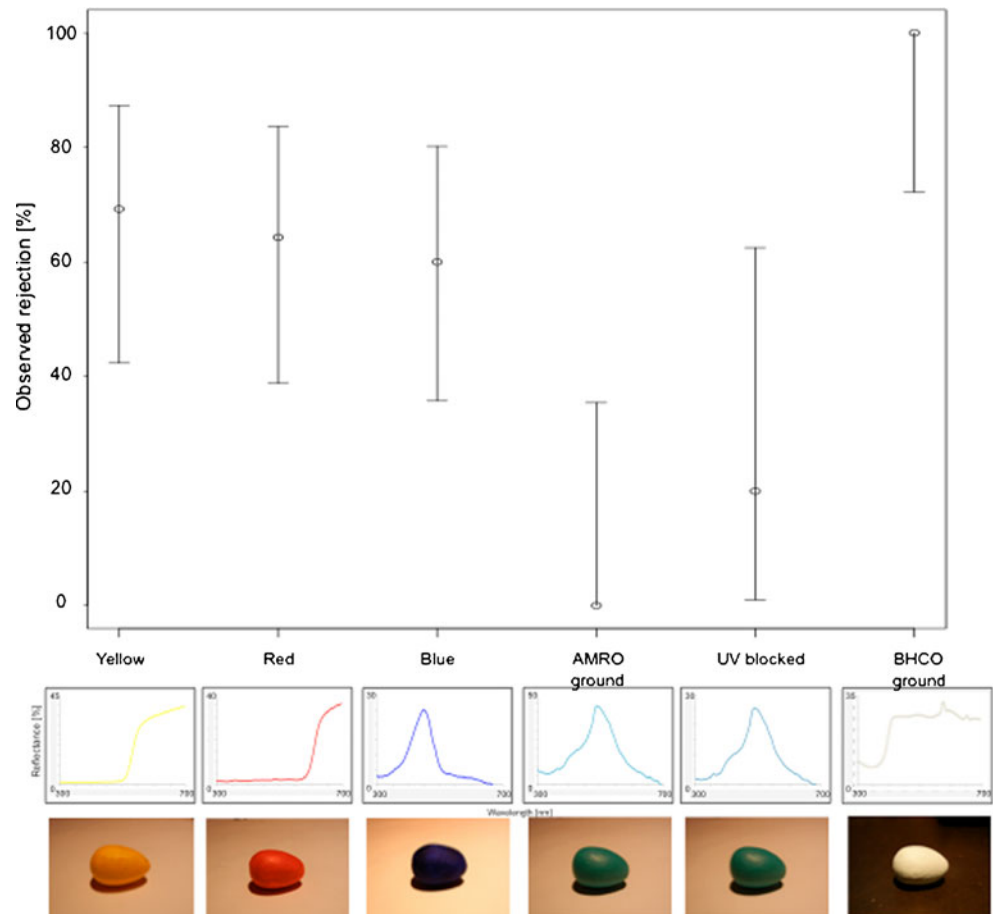 100
80
60
40
20
0
Observed rejection [%]
Yellow Red Blue AMRO ground UV blocked BHCO ground
Reflectance [%]
45 40 30 30 35
0 0 0 0 0 0
300 700 300 700 300 700 300 700 300 700 300 700
Wavelength [nm]